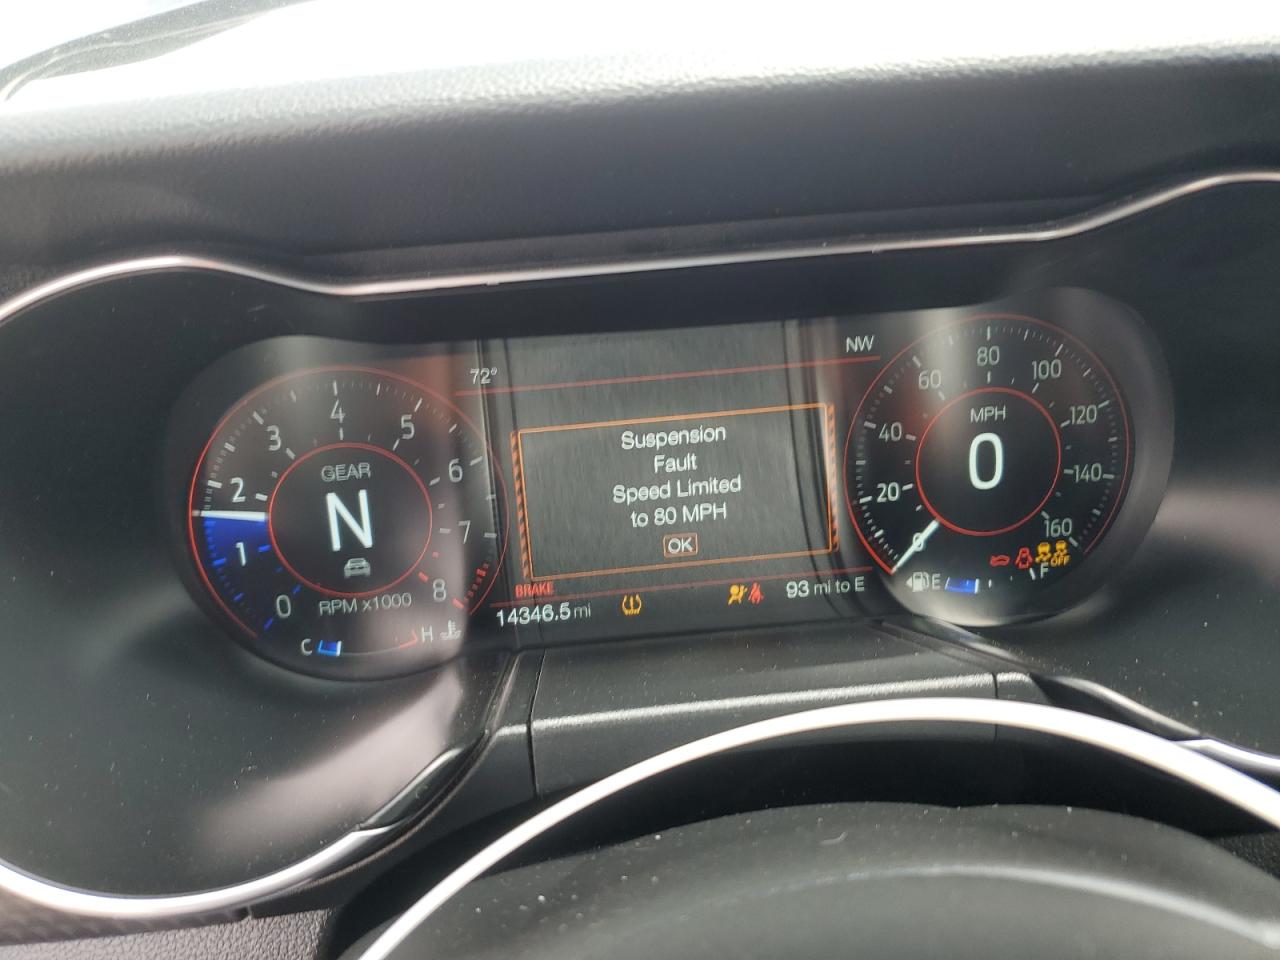 72°
NW
0
1
2
3
4
5
6
7
8
GEAR
N
RPM x1000
C
H
Suspension
Fault
Speed Limited
to 80 MPH
OK
BRAKE
14346.5 mi
93 mi to E
0
20
40
60
80
100
120
140
160
MPH
0
E
F
OFF